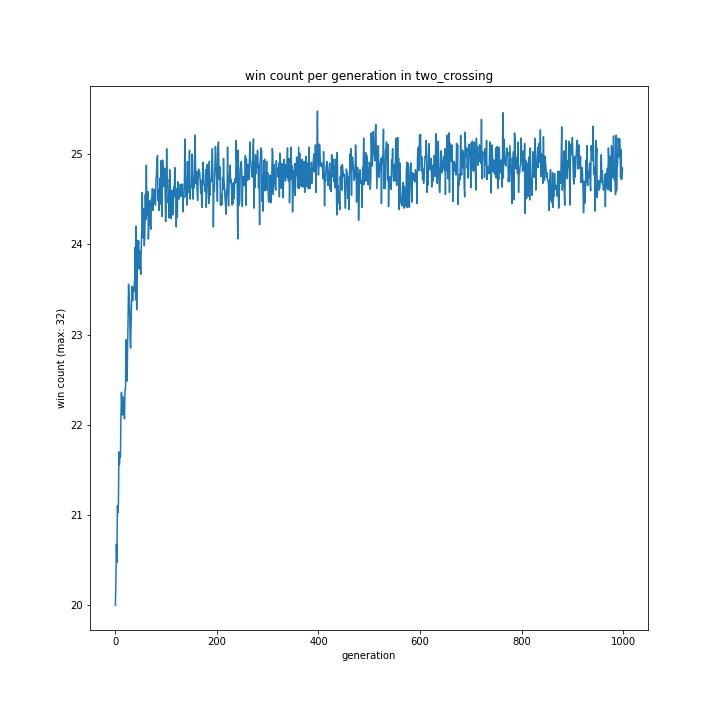 win count per generation in two_crossing
win count (max: 32)
25
24
23
22
21
20
0 200 400 600 800 1000
generation